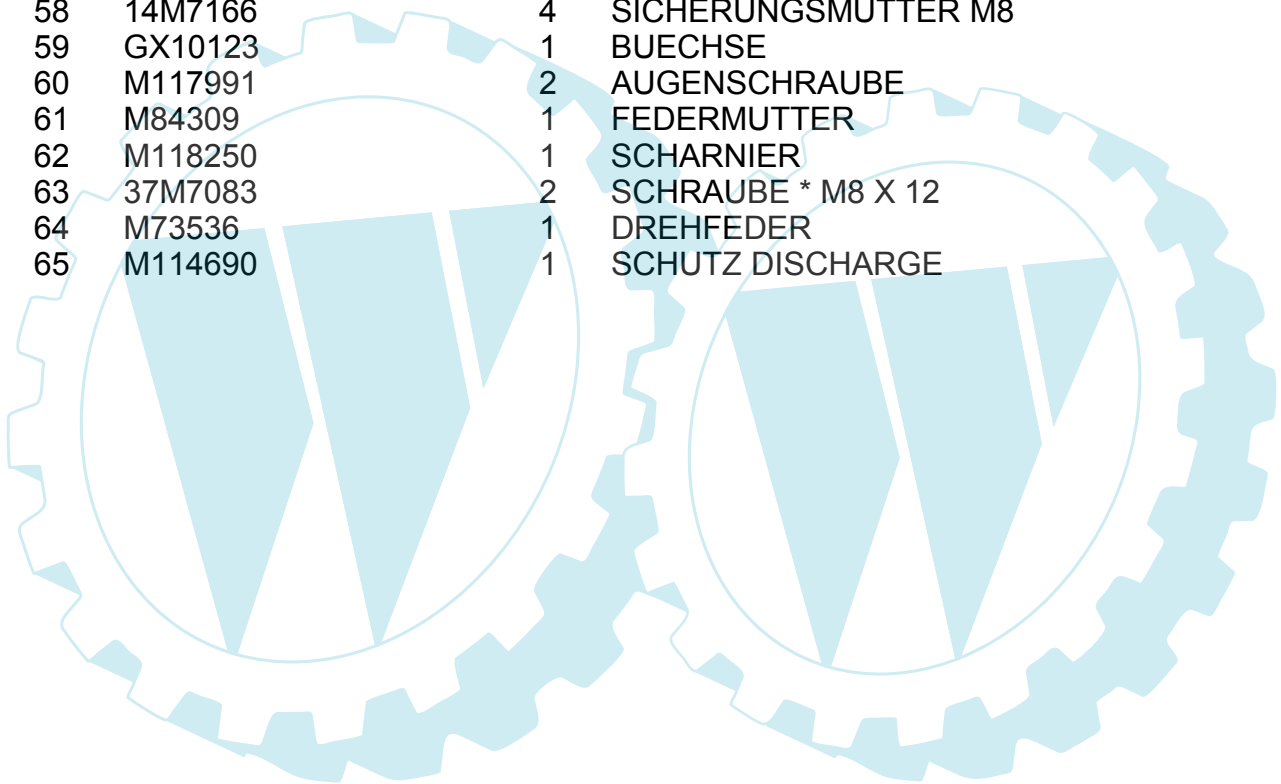 58 14M7166 4 SICHERUNGSMUTTER M8
59 GX10123 1 BUECHSE
60 M117991 2 AUGENSCHRAUBE
61 M84309 1 FEDERMUTTER
62 M118250 1 SCHARNIER
63 37M7083 2 SCHRAUBE * M8 X 12
64 M73536 1 DREHFEDER
65 M114690 1 SCHUTZ DISCHARGE